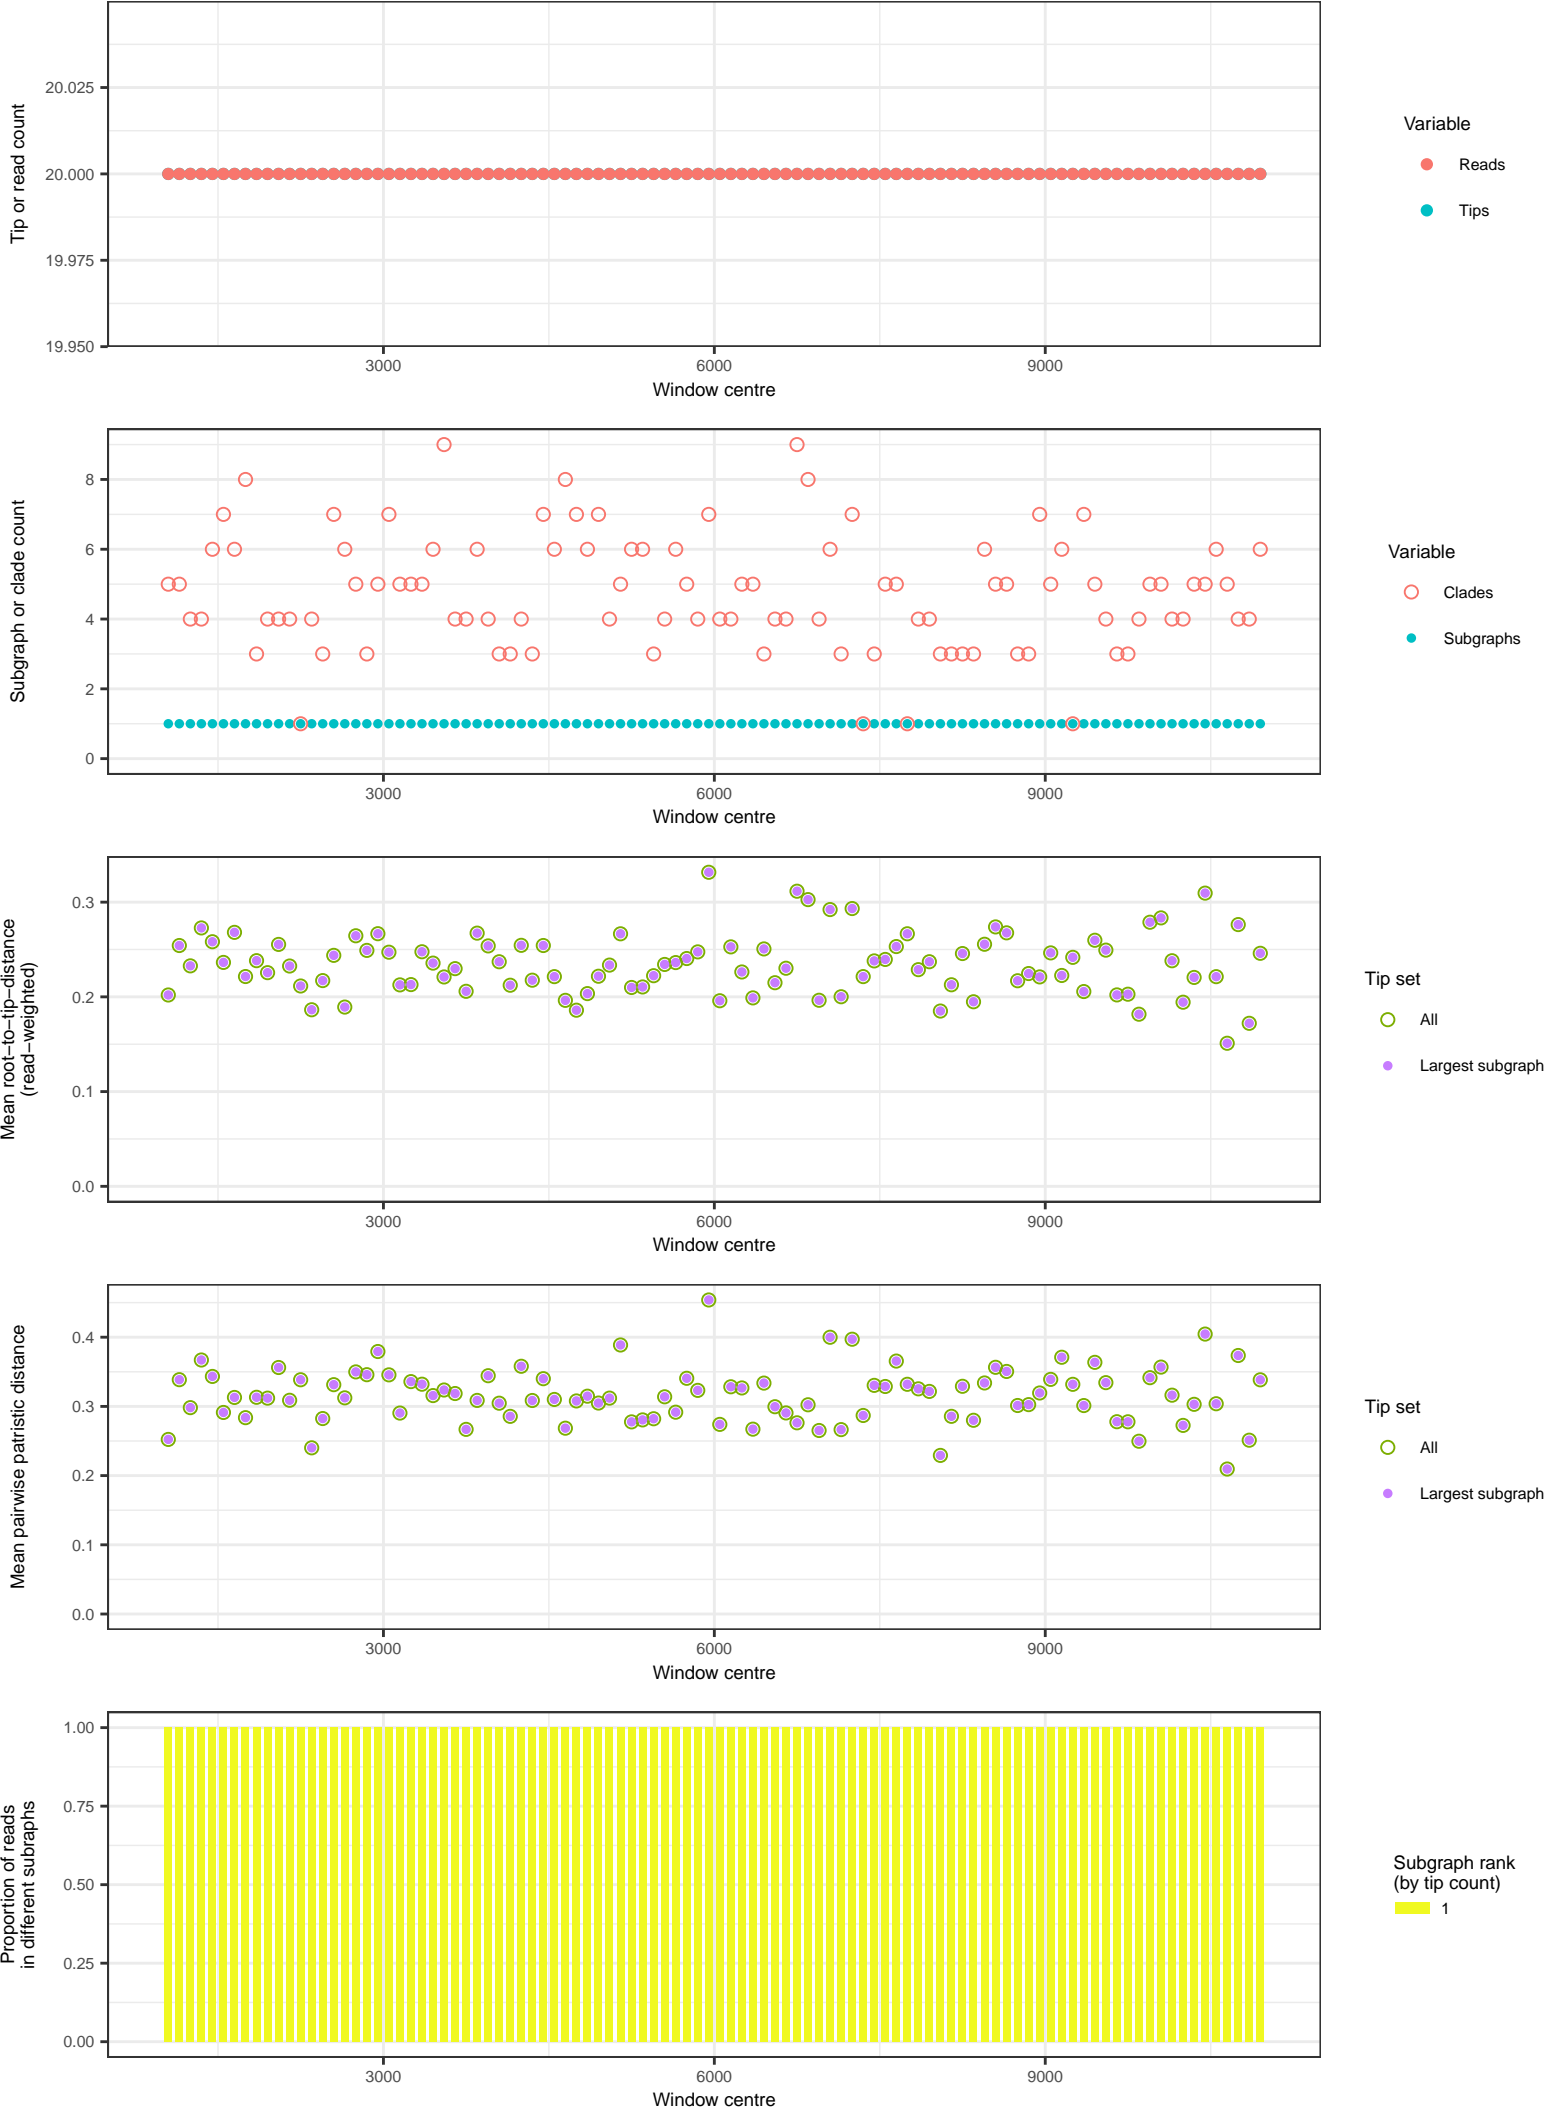 20.025
20.000
19.975
19.950
Tip or read count
3000
6000
9000
Window centre
Variable
Reads
Tips
8
6
4
2
0
Subgraph or clade count
3000
6000
9000
Window centre
Variable
Clades
Subgraphs
0.3
0.2
0.1
0.0
Mean root−to−tip−distance
(read−weighted)
3000
6000
9000
Window centre
Tip set
All
Largest subgraph
0.4
0.3
0.2
0.1
0.0
Mean pairwise patristic distance
3000
6000
9000
Window centre
Tip set
All
Largest subgraph
1.00
0.75
0.50
0.25
0.00
Proportion of reads
in different subraphs
3000
6000
9000
Window centre
Subgraph rank
(by tip count)
1